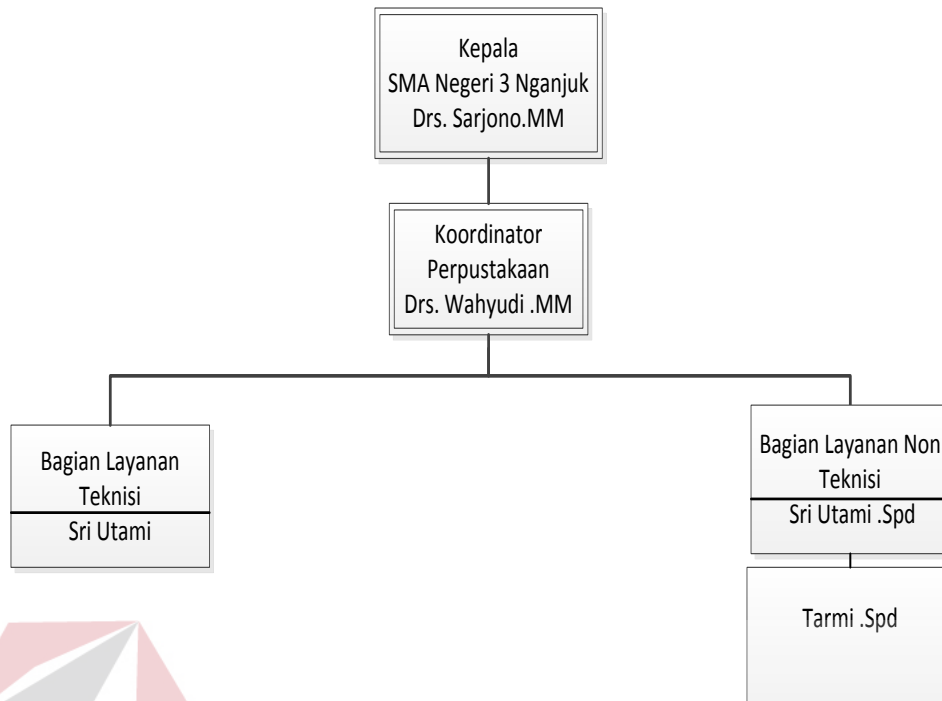 Kepala
SMA Negeri 3 Nganjuk
Drs. Sarjono.MM
Koordinator
Perpustakaan
Drs. Wahyudi .MM
Bagian Layanan
Teknisi
Sri Utami
Bagian Layanan Non
Teknisi
Sri Utami .Spd
Tarmi .Spd